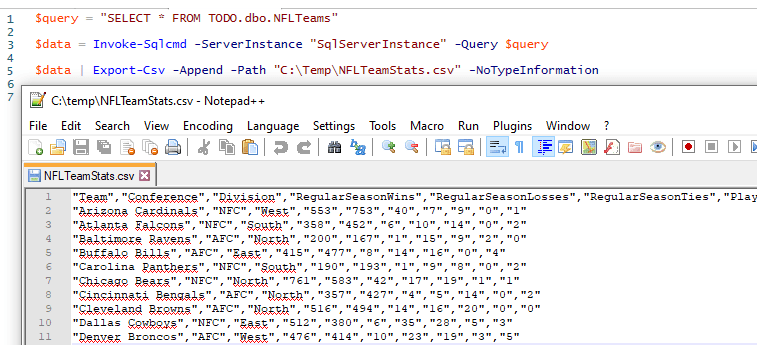 1 $query = "SELECT * FROM TODO.dbo.NFLTeams"
2
3 $data = Invoke-Sqlcmd -ServerInstance "SqlServerInstance" -Query $query
4
5 $data | Export-Csv -Append -Path "C:\Temp\NFLTeamStats.csv" -NoTypeInformation
6
7
C:\temp\NFLTeamStats.csv - Notepad++
File Edit Search View Encoding Language Settings Macro Tools Macro Run Plugins Window ?
NFLTeamStats.csv
1 "Team","Conference","Division","RegularSeasonWins","RegularSeasonLosses","RegularSeasonTies","Play
2 "Arizona Cardinals","NFC","West","553","753","40","7","9","0","1"
3 "Atlanta Falcons","NFC","South","358","452","6","10","14","0","2"
4 "Baltimore Ravens","AFC","North","200","167","1","15","9","2","0"
5 "Buffalo Bills","AFC","East","415","477","8","14","16","0","4"
6 "Carolina Panthers","NFC","South","190","193","1","9","8","0","2"
7 "Chicago Bears","NFC","North","761","583","42","17","19","1","1"
8 "Cincinnati Bengals","AFC","North","357","427","4","5","14","0","2"
9 "Cleveland Browns","AFC","North","516","494","14","16","20","0","0"
10 "Dallas Cowboys","NFC","East","512","380","6","35","28","5","3"
11 "Denver Broncos","AFC","West","476","414","10","23","19","3","5"